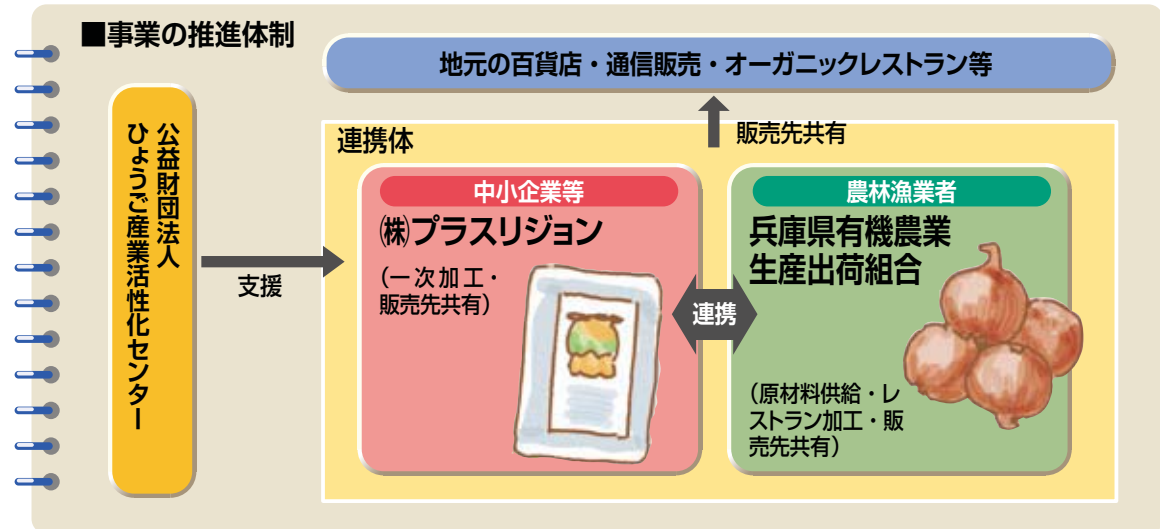 ■事業の推進体制
地元の百貨店・通信販売・オーガニックレストラン等
公益財団法人
ひょうご産業活性化センター
支援
連携体
販売先共有
中小企業等
㈱プラスリジョン
（一次加工・
販売先共有）
連携
農林漁業者
兵庫県有機農業
生産出荷組合
（原材料供給・レ
ストラン加工・販
売先共有）